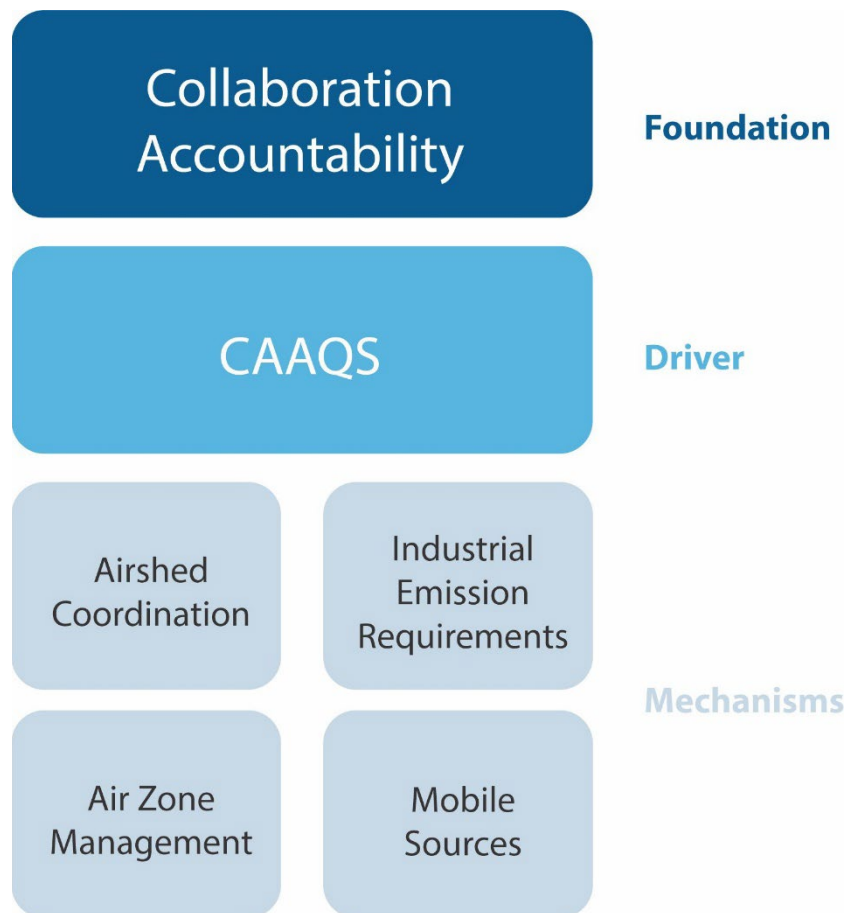 Collaboration
Accountability
Foundation
CAAQS
Driver
Airshed
Coordination
Industrial
Emission
Requirements
Mechanisms
Air Zone
Management
Mobile
Sources